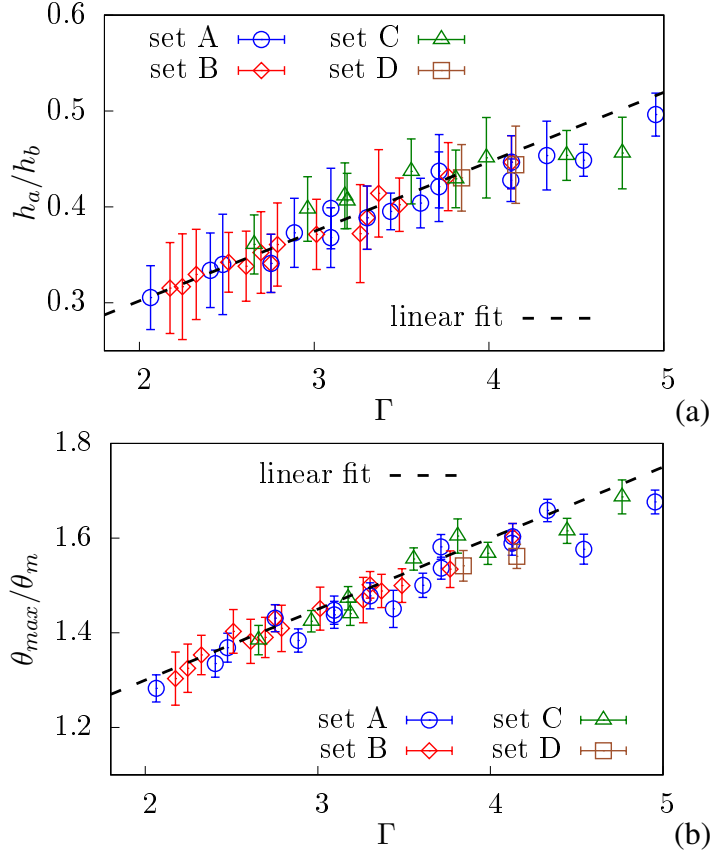 0.6
set A set C
set B set D
0.5
0.4
0.3
h_a/h_b
linear fit
2 3 4 5
Γ
(a)
1.8
linear fit
1.6
1.4
1.2
θ_max/θ_m
set A set C
set B set D
2 3 4 5
Γ
(b)